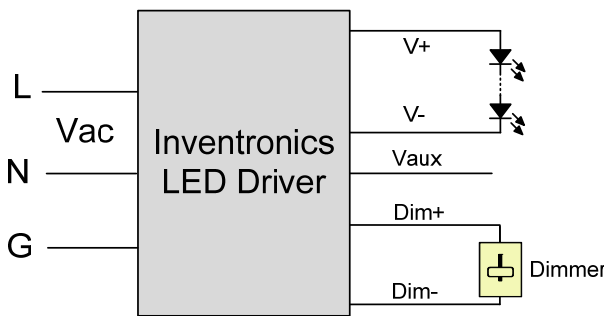 L
Vac
N
G
Inventronics
LED Driver
V+
V-
Vaux
Dim+
Dim-
Dimmer